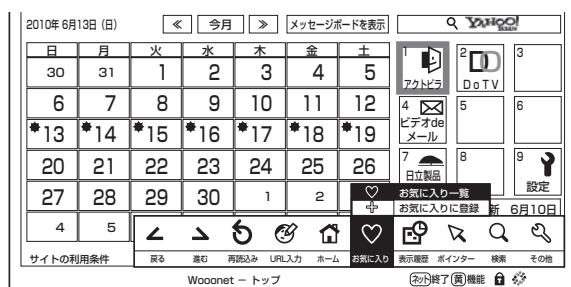 2010年 6月13日（日） ≪ 今月 ≫ メッセージボードを表示 YAHOO! JAPAN
日 月 火 水 木 金 土
30 31 1 2 3 4 5
6 7 8 9 10 11 12
13 14 15 16 17 18 19
20 21 22 23 24 25 26
27 28 29 30 1 2
4 5
1 アクトビラ
2 DoTV
3
4 ビデオdeメール
5
6
7 日立製品
8
9 設定
お気に入り一覧
お気に入りに登録
新 6月10日
サイトの利用条件
戻る 進む 再読込み URL入力 ホーム お気に入り 表示履歴 ポインター 検索 その他
Wooonet － トップ
ネット終了 黄機能